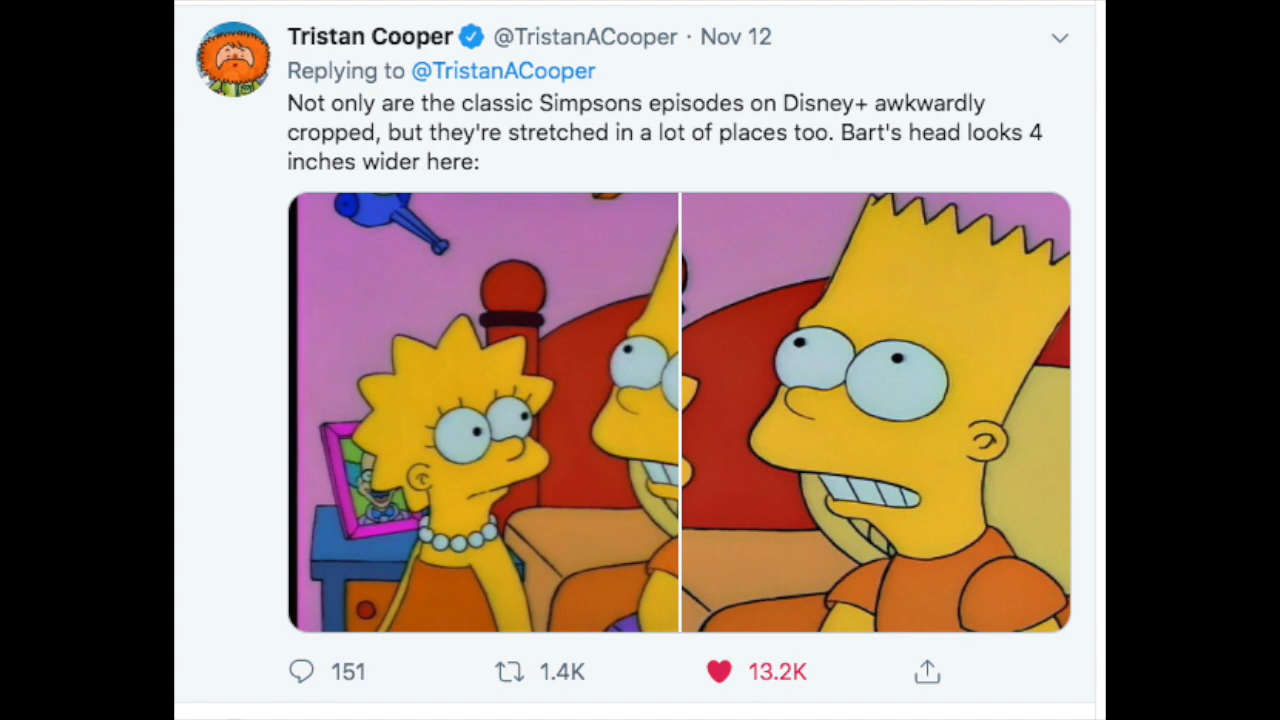 Tristan Cooper @TristanACooper · Nov 12
Replying to @TristanACooper
Not only are the classic Simpsons episodes on Disney+ awkwardly
cropped, but they're stretched in a lot of places too. Bart's head looks 4
inches wider here:
151 1.4K 13.2K